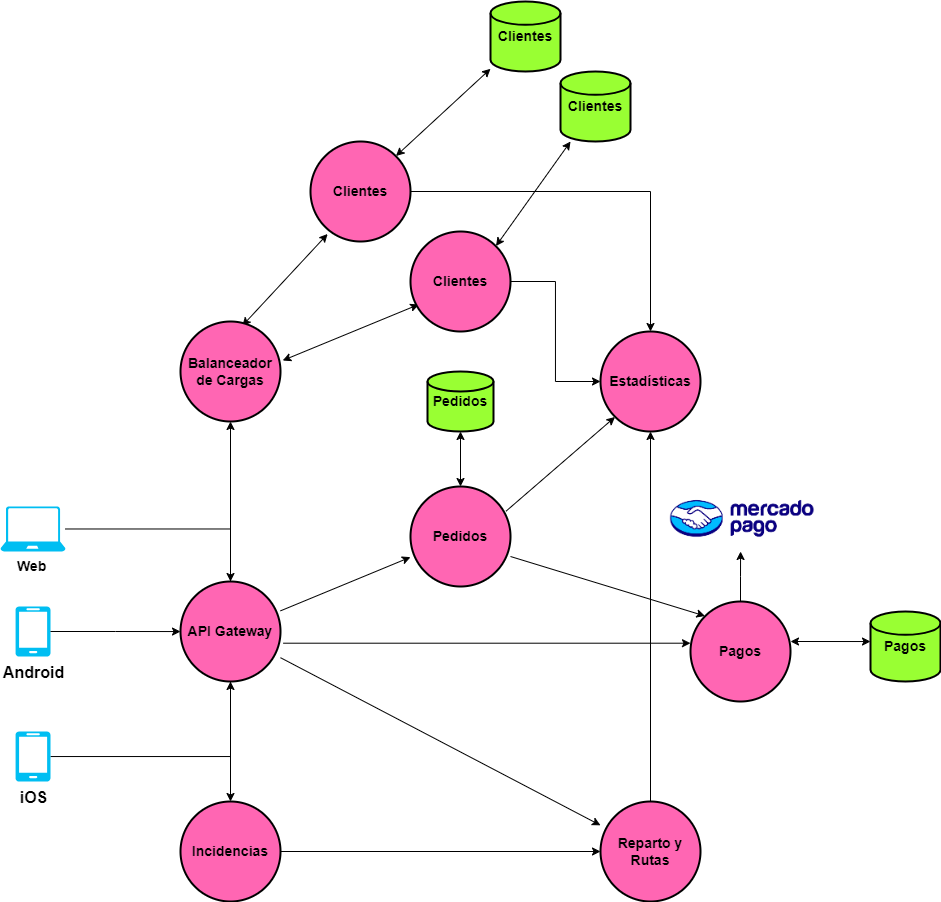 Clientes
Clientes
Clientes
Clientes
Balanceador
de Cargas
Estadísticas
Pedidos
mercado
pago
Pedidos
Web
API Gateway
Android
Pagos
Pagos
iOS
Incidencias
Reparto y
Rutas